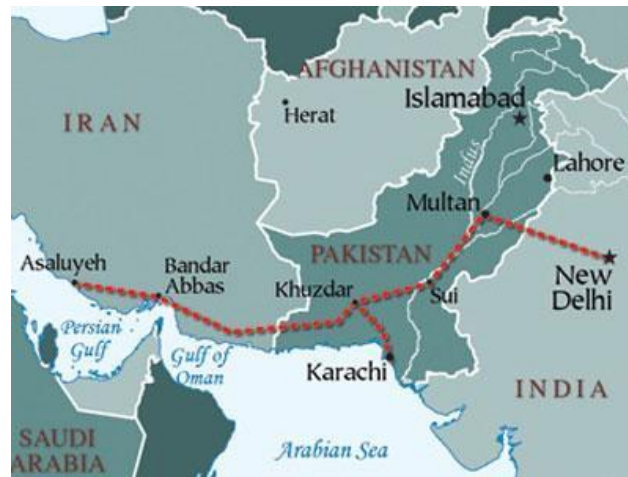 AFGHANISTAN
Islamabad
Herat
IRAN
Indus
Lahore
Multan
PAKISTAN
Asaluyeh
Bandar
Abbas
Khuzdar
Sui
New
Delhi
Persian
Gulf
Gulf of
Oman
Karachi
INDIA
SAUDI
ARABIA
Arabian Sea